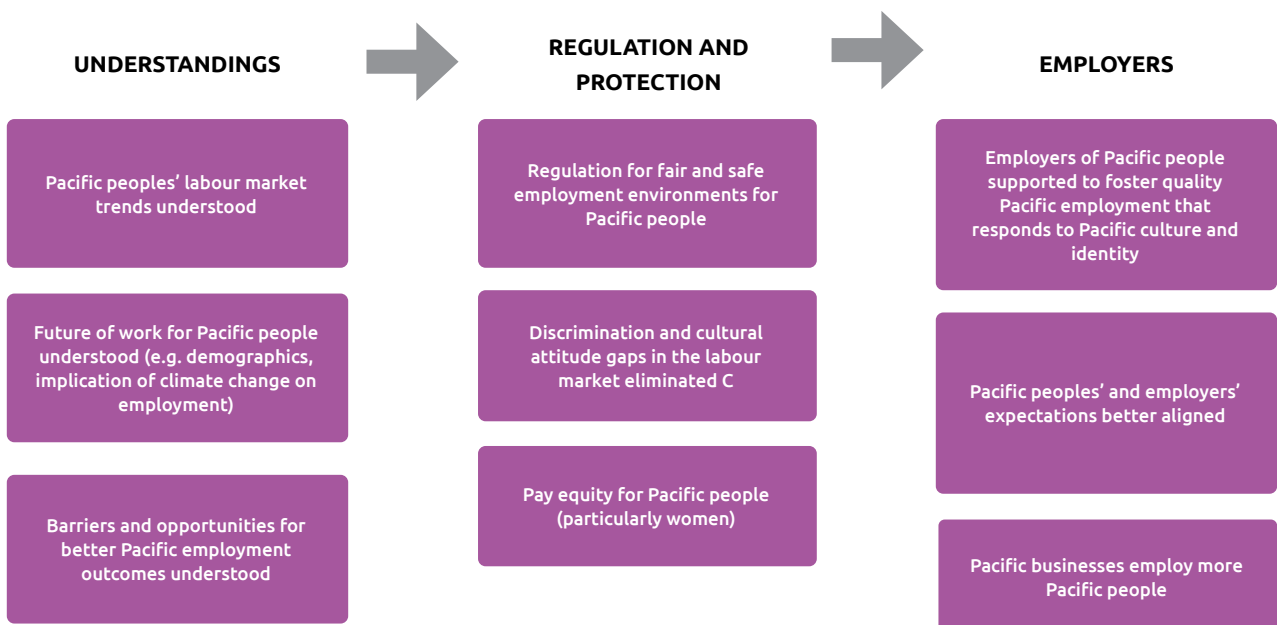 UNDERSTANDINGS
Pacific peoples’ labour market
trends understood
Future of work for Pacific people
understood (e.g. demographics,
implication of climate change on
employment)
Barriers and opportunities for
better Pacific employment
outcomes understood
REGULATION AND
PROTECTION
Regulation for fair and safe
employment environments for
Pacific people
Discrimination and cultural
attitude gaps in the labour
market eliminated C
Pay equity for Pacific people
(particularly women)
EMPLOYERS
Employers of Pacific people
supported to foster quality
Pacific employment that
responds to Pacific culture and
identity
Pacific peoples’ and employers’
expectations better aligned
Pacific businesses employ more
Pacific people